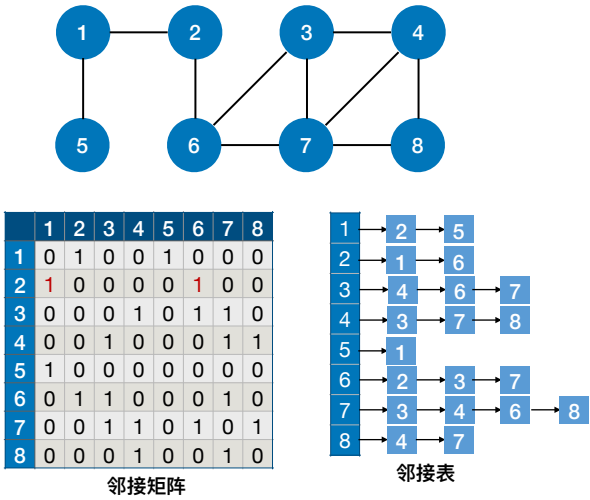 1 2 3 4
5 6 7 8
1 2 3 4 5 6 7 8
1 0 1 0 0 1 0 0 0
2 1 0 0 0 0 1 0 0
3 0 0 0 1 0 1 1 0
4 0 0 1 0 0 0 1 1
5 1 0 0 0 0 0 0 0
6 0 1 1 0 0 0 1 0
7 0 0 1 1 0 1 0 1
8 0 0 0 1 0 0 1 0
邻接矩阵
1 2 5
2 1 6
3 4 6 7
4 3 7 8
5 1
6 2 3 7
7 3 4 6 8
8 4 7
邻接表